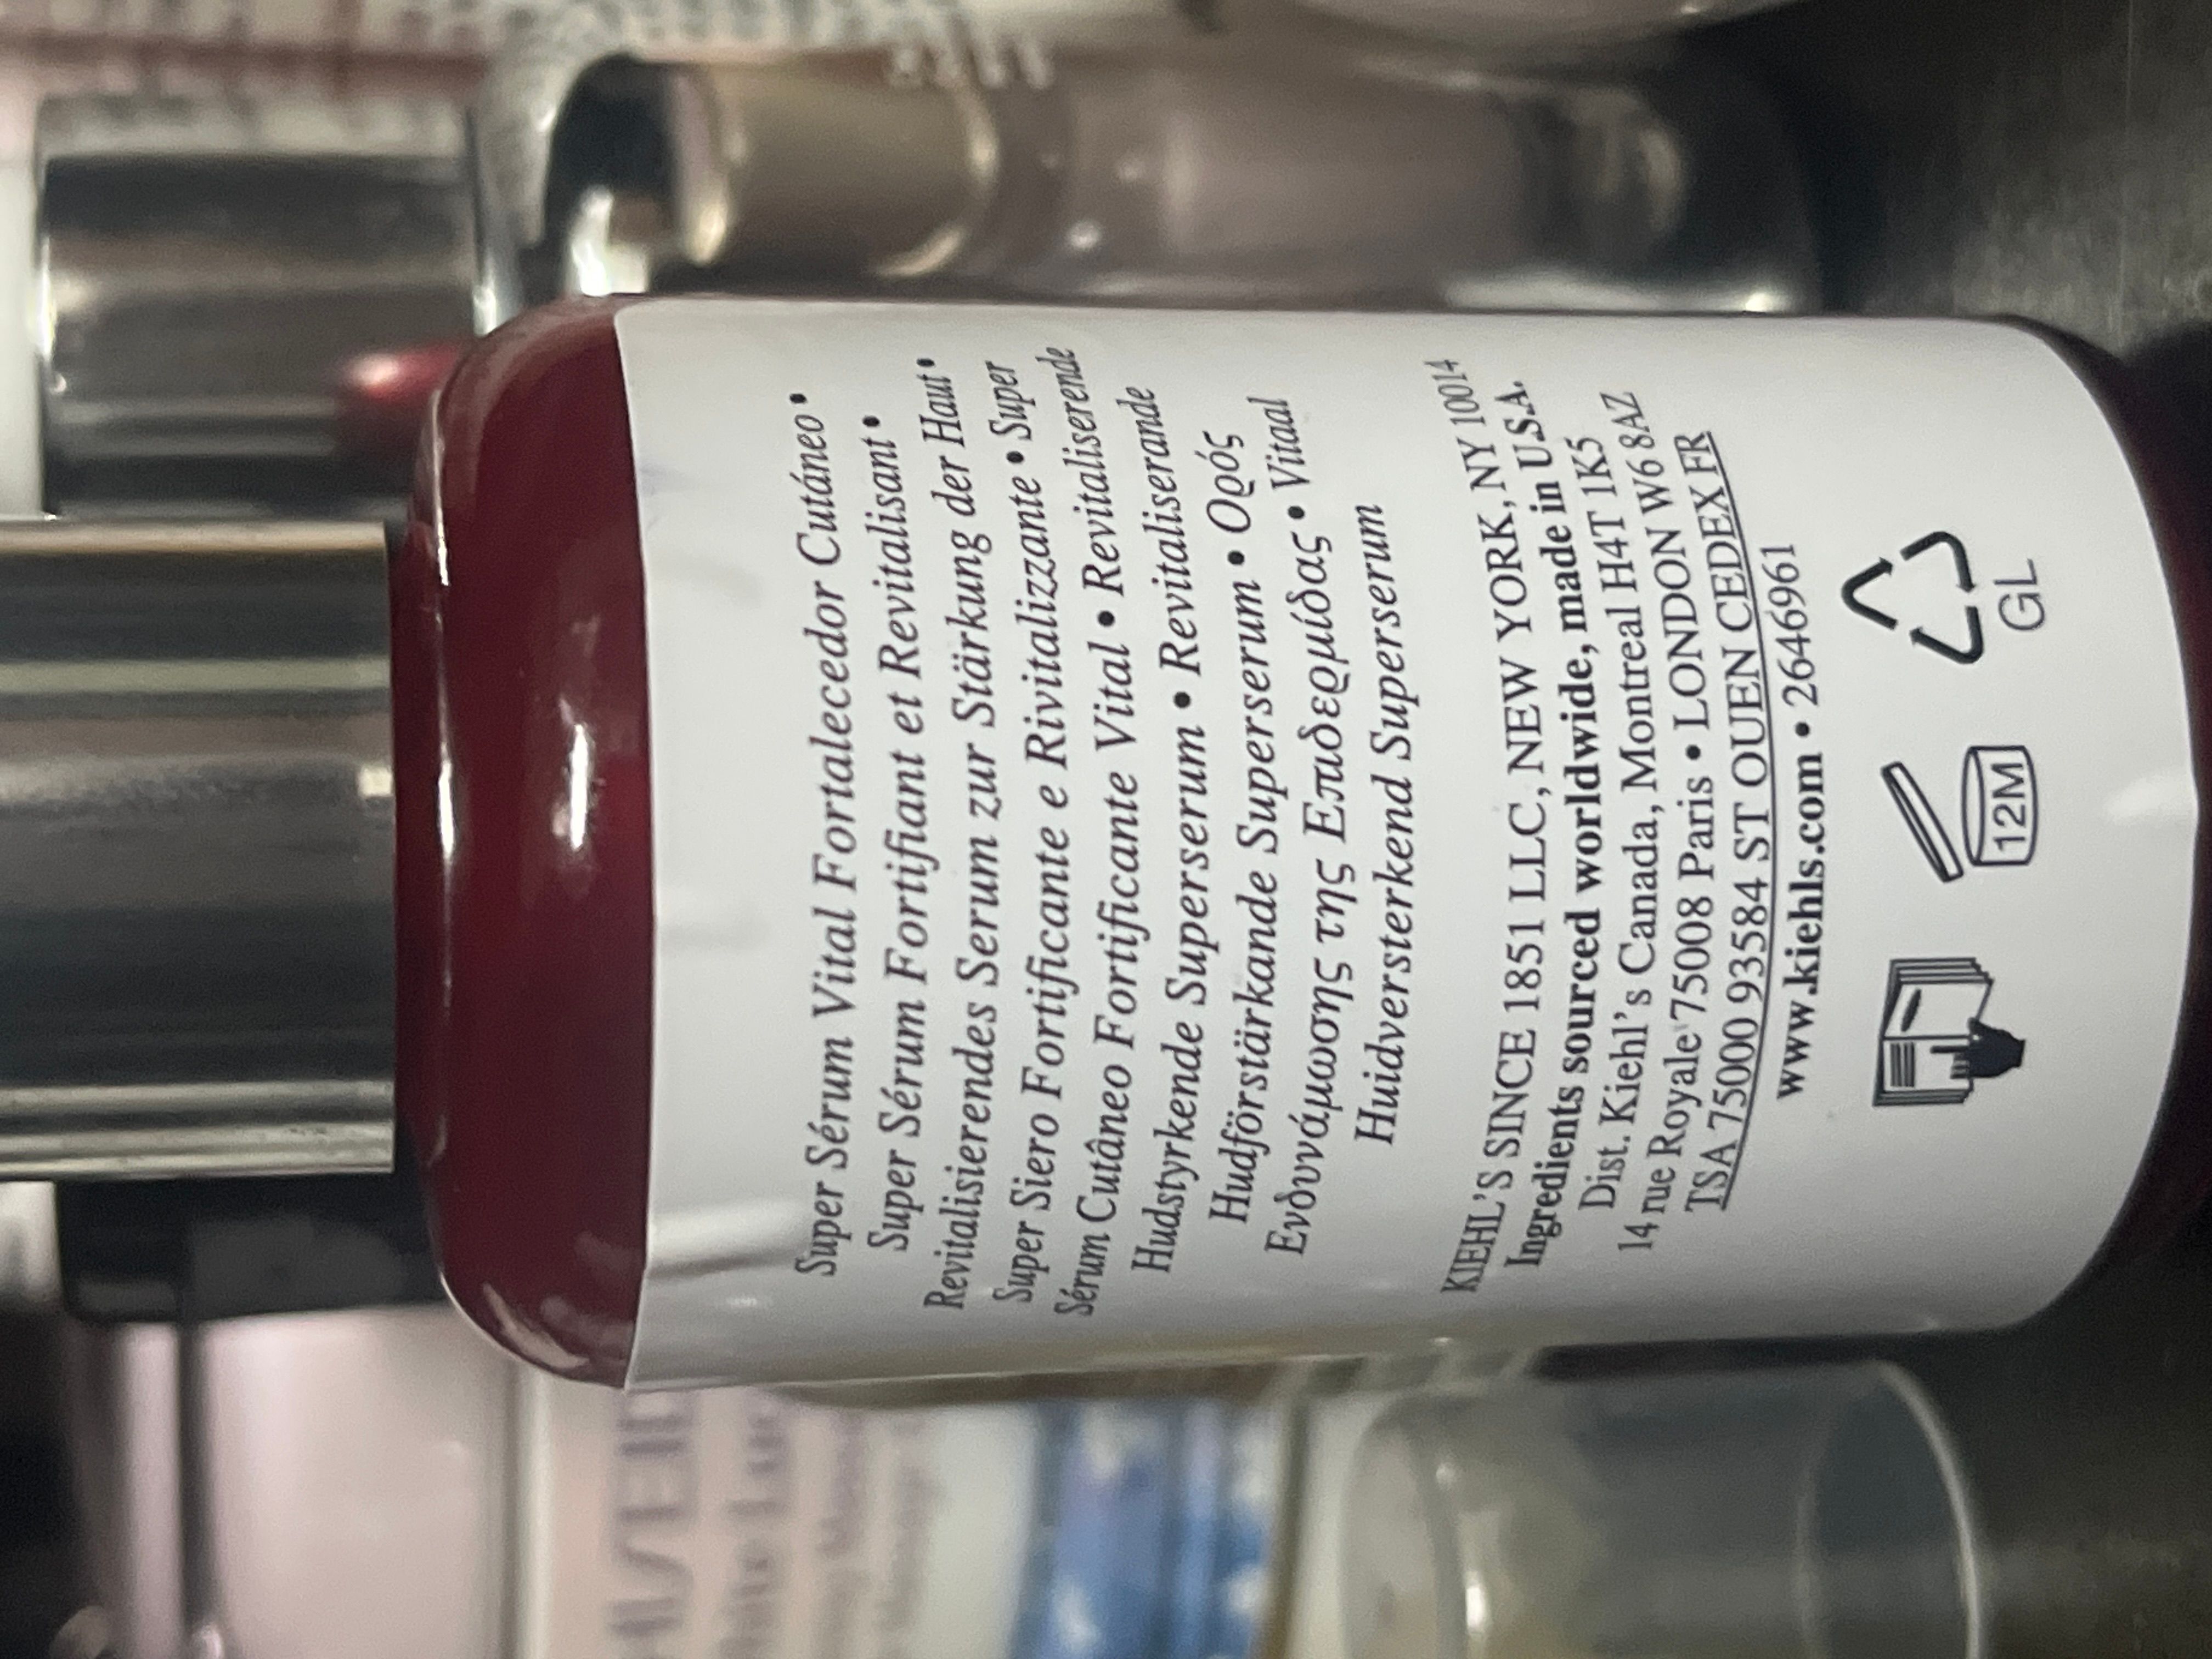 Super Sérum Vital Fortalecedor Cutáneo •
Super Sérum Fortifiant et Revitalisant •
Revitalisierendes Serum zur Stärkung der Haut •
Super Siero Fortificante e Rivitalizzante • Super
Sérum Cutâneo Fortificante Vital • Revitaliserende
Hudstyrkende Superserum • Revitaliserande
Hudförstärkande Superserum • Ορός
Ενδυνάμωσης της Επιδερμίδας • Vitaal
Huidversterkend Superserum
KIEHL'S SINCE 1851 LLC, NEW YORK, NY 10014
Ingredients sourced worldwide, made in U.S.A.
Dist. Kiehl's Canada, Montreal H4T 1K5
14 rue Royale 75008 Paris • LONDON W6 8AZ
TSA 75000 93584 ST OUEN CEDEX FR
www.kiehls.com • 2646961
12M
GL